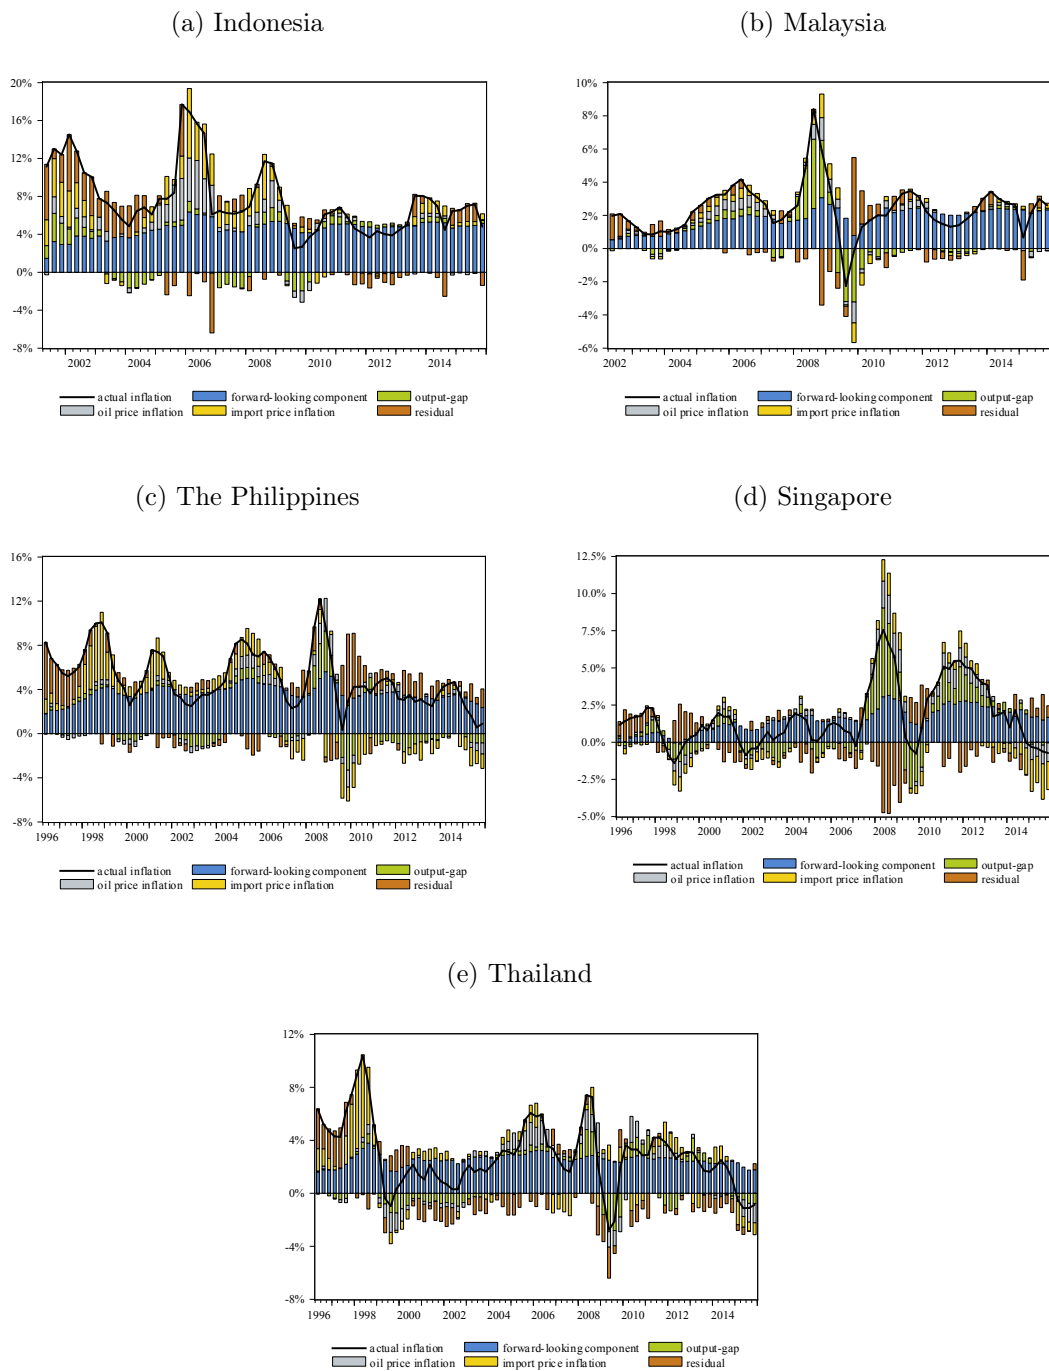 (a) Indonesia
20%
16%
12%
8%
4%
0%
-4%
-8%
2002 2004 2006 2008 2010 2012 2014
actual inflation forward-looking component output-gap
oil price inflation import price inflation residual
(b) Malaysia
10%
8%
6%
4%
2%
0%
-2%
-4%
-6%
2002 2004 2006 2008 2010 2012 2014
actual inflation forward-looking component output-gap
oil price inflation import price inflation residual
(c) The Philippines
16%
12%
8%
4%
0%
-4%
-8%
1996 1998 2000 2002 2004 2006 2008 2010 2012 2014
actual inflation forward-looking component output-gap
oil price inflation import price inflation residual
(d) Singapore
12.5%
10.0%
7.5%
5.0%
2.5%
0.0%
-2.5%
-5.0%
1996 1998 2000 2002 2004 2006 2008 2010 2012 2014
actual inflation forward-looking component output-gap
oil price inflation import price inflation residual
(e) Thailand
12%
8%
4%
0%
-4%
-8%
1996 1998 2000 2002 2004 2006 2008 2010 2012 2014
actual inflation forward-looking component output-gap
oil price inflation import price inflation residual